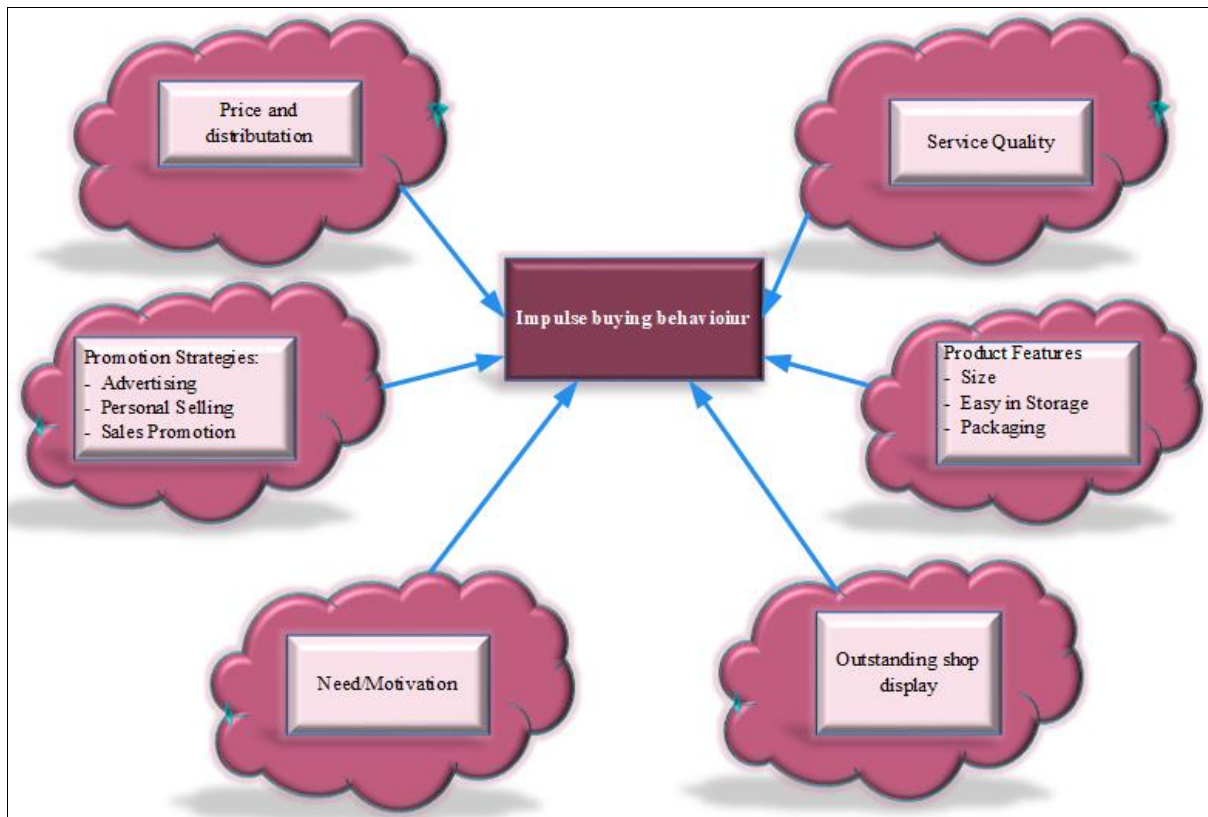 Price and
distributation
Service Quality
Impulse buying behavioiur
Promotion Strategies:
- Advertising
- Personal Selling
- Sales Promotion
Product Features
- Size
- Easy in Storage
- Packaging
Need/Motivation
Outstanding shop
display